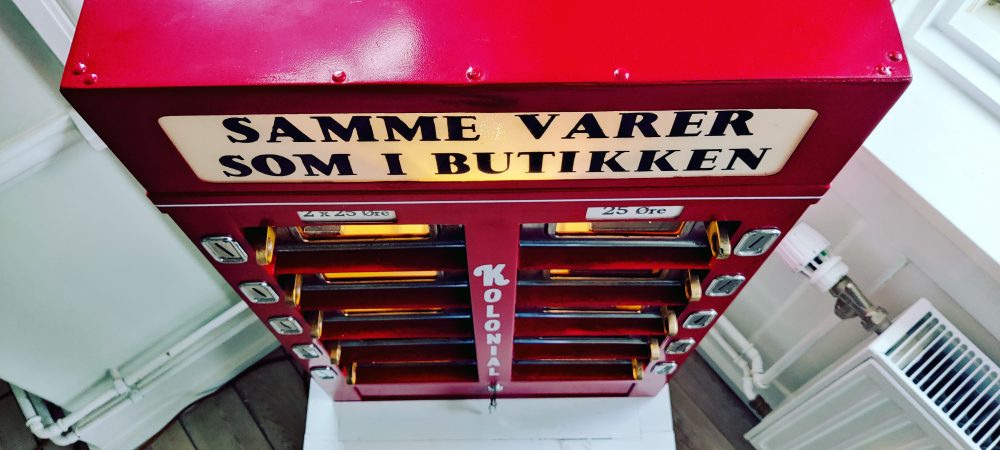 SAMME VARER
SOM I BUTIKKEN
2 x 25 Øre
25 Øre
KOLONIAL